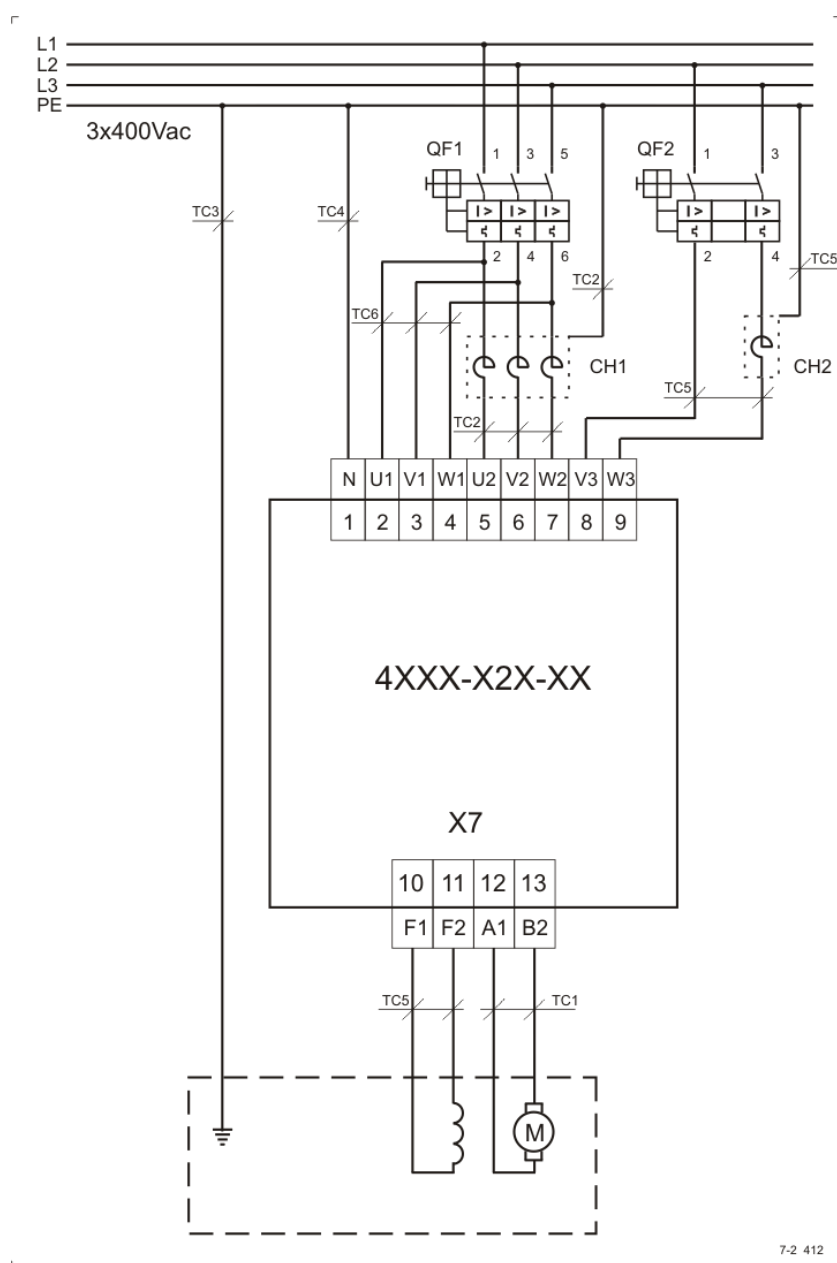 L1
L2
L3
PE
3x400Vac
QF1 1 3 5
QF2 1 3
TC3 TC4
I > I > I >
I > I >
2 4 6
2 4
TC5
TC2
TC6
CH1
CH2
TC5
TC2
N U1 V1 W1 U2 V2 W2 V3 W3
1 2 3 4 5 6 7 8 9
4XXX-X2X-XX
X7
10 11 12 13
F1 F2 A1 B2
TC5 TC1
M
7-2 412